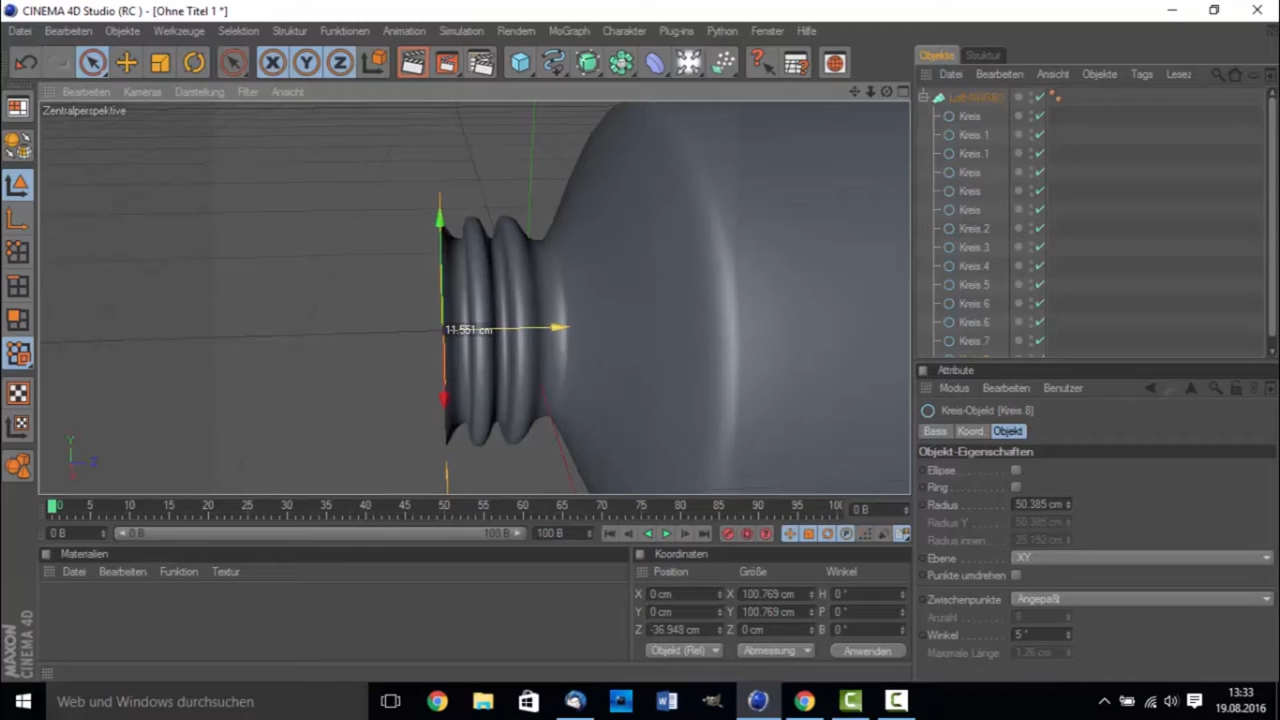 CINEMA 4D Studio (RC ) - [Ohne Titel 1 *]
Datei Bearbeiten Objekte Werkzeuge Selektion Struktur Funktionen Animation Simulation Rendern MoGraph Charakter Plug-ins Python Fenster Hilfe
X Y Z
Objekte Struktur
Bearbeiten Kameras Darstellung Filter Ansicht
Datei Bearbeiten Ansicht Objekte Tags Lesez
Zentralperspektive
Kreis
Kreis.1
Kreis.1
Kreis
Kreis
Kreis
Kreis.2
Kreis.3
Kreis.4
Kreis.5
Kreis.6
Kreis.6
Kreis.7
11.551 cm
Y
Z
Attribute
Modus Bearbeiten Benutzer
Kreis-Objekt [Kreis.8]
Basis Koord. Objekt
Objekt-Eigenschaften
Ellipse
Ring
Radius 50.385 cm
Radius Y 50.385 cm
Radius innen 25.192 cm
Ebene XY
Punkte umdrehen
Zwischenpunkte Angepaßt
Anzahl 8
Winkel 5 °
Maximale Länge 1.26 cm
0 5 10 15 20 25 30 35 40 45 50 55 60 65 70 75 80 85 90 95 100 0 B
0 B 0 B 100 B 100 B
Materialien
Datei Bearbeiten Funktion Textur
Koordinaten
Position Größe Winkel
X 0 cm X 100.769 cm H 0 °
Y 0 cm Y 100.769 cm P 0 °
Z -36.948 cm Z 0 cm B 0 °
Objekt (Rel) Abmessung Anwenden
MAXON
CINEMA 4D
Web und Windows durchsuchen
13:33
19.08.2016